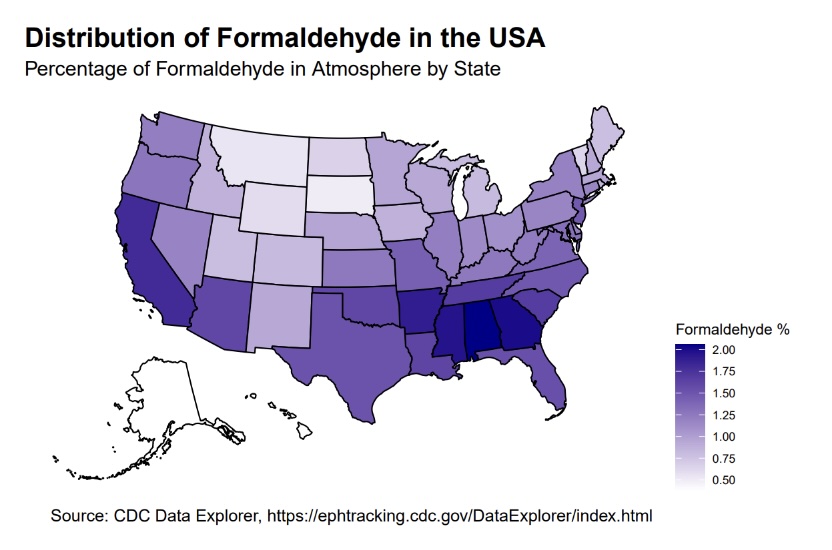 Distribution of Formaldehyde in the USA
Percentage of Formaldehyde in Atmosphere by State
Formaldehyde %
2.00
1.75
1.50
1.25
1.00
0.75
0.50
Source: CDC Data Explorer, https://ephtracking.cdc.gov/DataExplorer/index.html